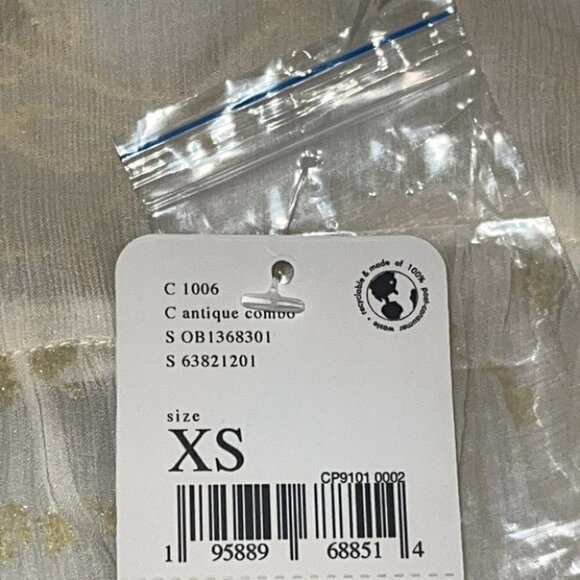 C 1006
C antique combo
S OB1368301
S 63821201
recyclable & made of 100% post-consumer waste
size
XS
CP9101 0002
1 95889 68851 4